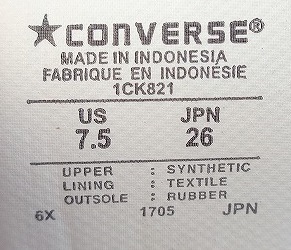 ★CONVERSE®
MADE IN INDONESIA
FABRIQUE EN INDONESIE
1CK821
US JPN
7.5 26
UPPER : SYNTHETIC
LINING : TEXTILE
OUTSOLE : RUBBER
6X 1705 JPN